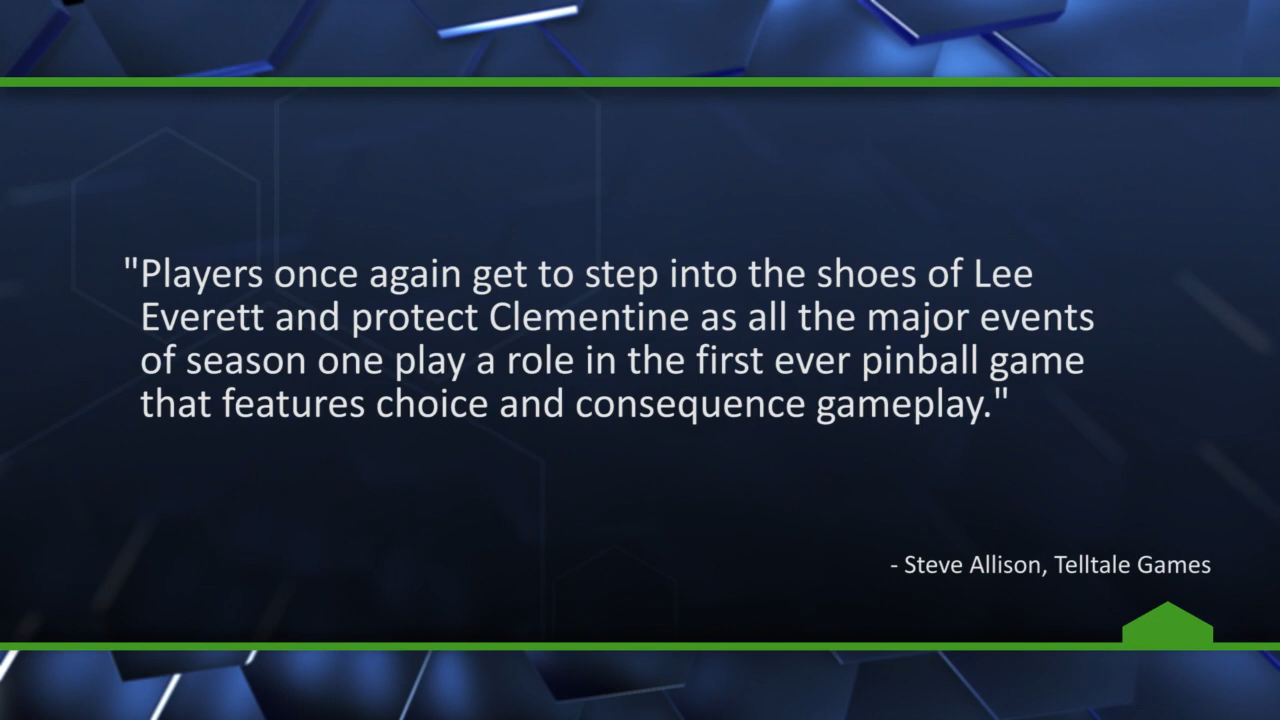 "Players once again get to step into the shoes of Lee
Everett and protect Clementine as all the major events
of season one play a role in the first ever pinball game
that features choice and consequence gameplay."
- Steve Allison, Telltale Games